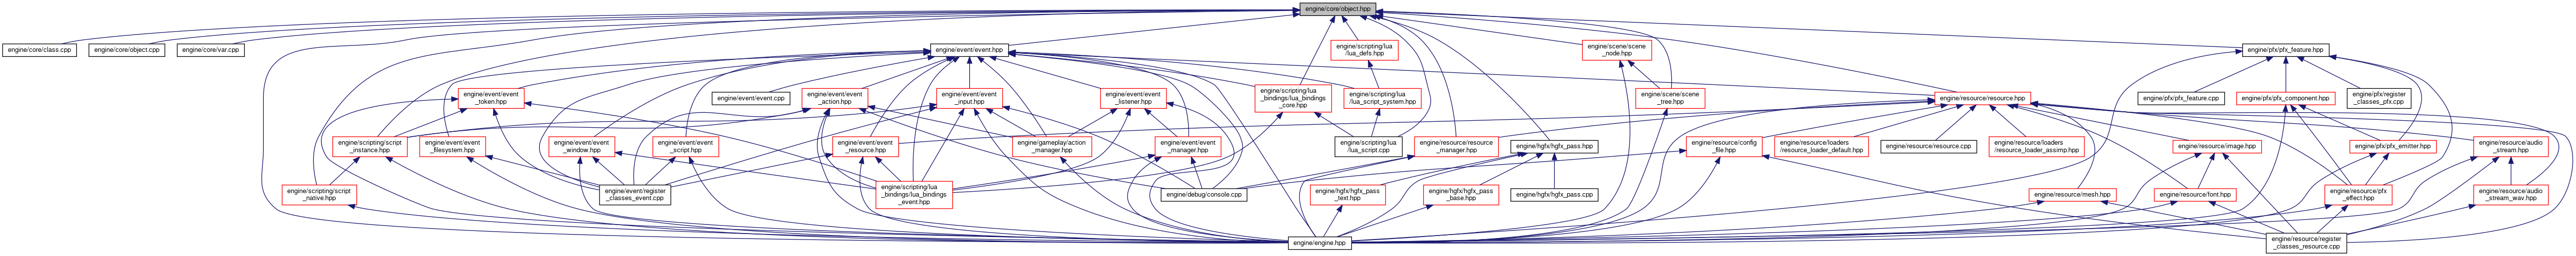 engine/core/object.hpp
engine/core/class.cpp
engine/core/object.cpp
engine/core/var.cpp
engine/event/event.hpp
engine/scripting/lua
/lua_defs.hpp
engine/scene/scene
_node.hpp
engine/pfx/pfx_feature.hpp
engine/event/event
_token.hpp
engine/event/event.cpp
engine/event/event
_action.hpp
engine/event/event
_input.hpp
engine/event/event
_listener.hpp
engine/scripting/lua
_bindings/lua_bindings
_core.hpp
engine/scripting/lua
/lua_script_system.hpp
engine/scene/scene
_tree.hpp
engine/resource/resource.hpp
engine/pfx/pfx_feature.cpp
engine/pfx/pfx_component.hpp
engine/pfx/register
_classes_pfx.cpp
engine/scripting/script
_instance.hpp
engine/event/event
_filesystem.hpp
engine/event/event
_window.hpp
engine/event/event
_script.hpp
engine/event/event
_resource.hpp
engine/gameplay/action
_manager.hpp
engine/event/event
_manager.hpp
engine/scripting/lua
/lua_script.cpp
engine/resource/resource
_manager.hpp
engine/hgfx/hgfx_pass.hpp
engine/resource/config
_file.hpp
engine/resource/loaders
/resource_loader_default.hpp
engine/resource/resource.cpp
engine/resource/loaders
/resource_loader_assimp.hpp
engine/resource/image.hpp
engine/pfx/pfx_emitter.hpp
engine/resource/audio
_stream.hpp
engine/scripting/script
_native.hpp
engine/event/register
_classes_event.cpp
engine/scripting/lua
_bindings/lua_bindings
_event.hpp
engine/debug/console.cpp
engine/hgfx/hgfx_pass
_text.hpp
engine/hgfx/hgfx_pass
_base.hpp
engine/hgfx/hgfx_pass.cpp
engine/resource/mesh.hpp
engine/resource/font.hpp
engine/resource/pfx
_effect.hpp
engine/resource/audio
_stream_wav.hpp
engine/engine.hpp
engine/resource/register
_classes_resource.cpp